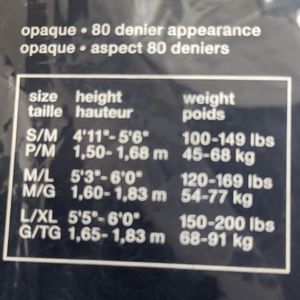 opaque • 80 denier appearance
opaque • aspect 80 deniers
size height weight
taille hauteur poids
S/M 4'11"- 5'6" 100-149 lbs
P/M 1,50- 1,68 m 45-68 kg
M/L 5'3"- 6'0" 120-169 lbs
M/G 1,60- 1,83 m 54-77 kg
L/XL 5'5"- 6'0" 150-200 lbs
G/TG 1,65- 1,83 m 68-91 kg